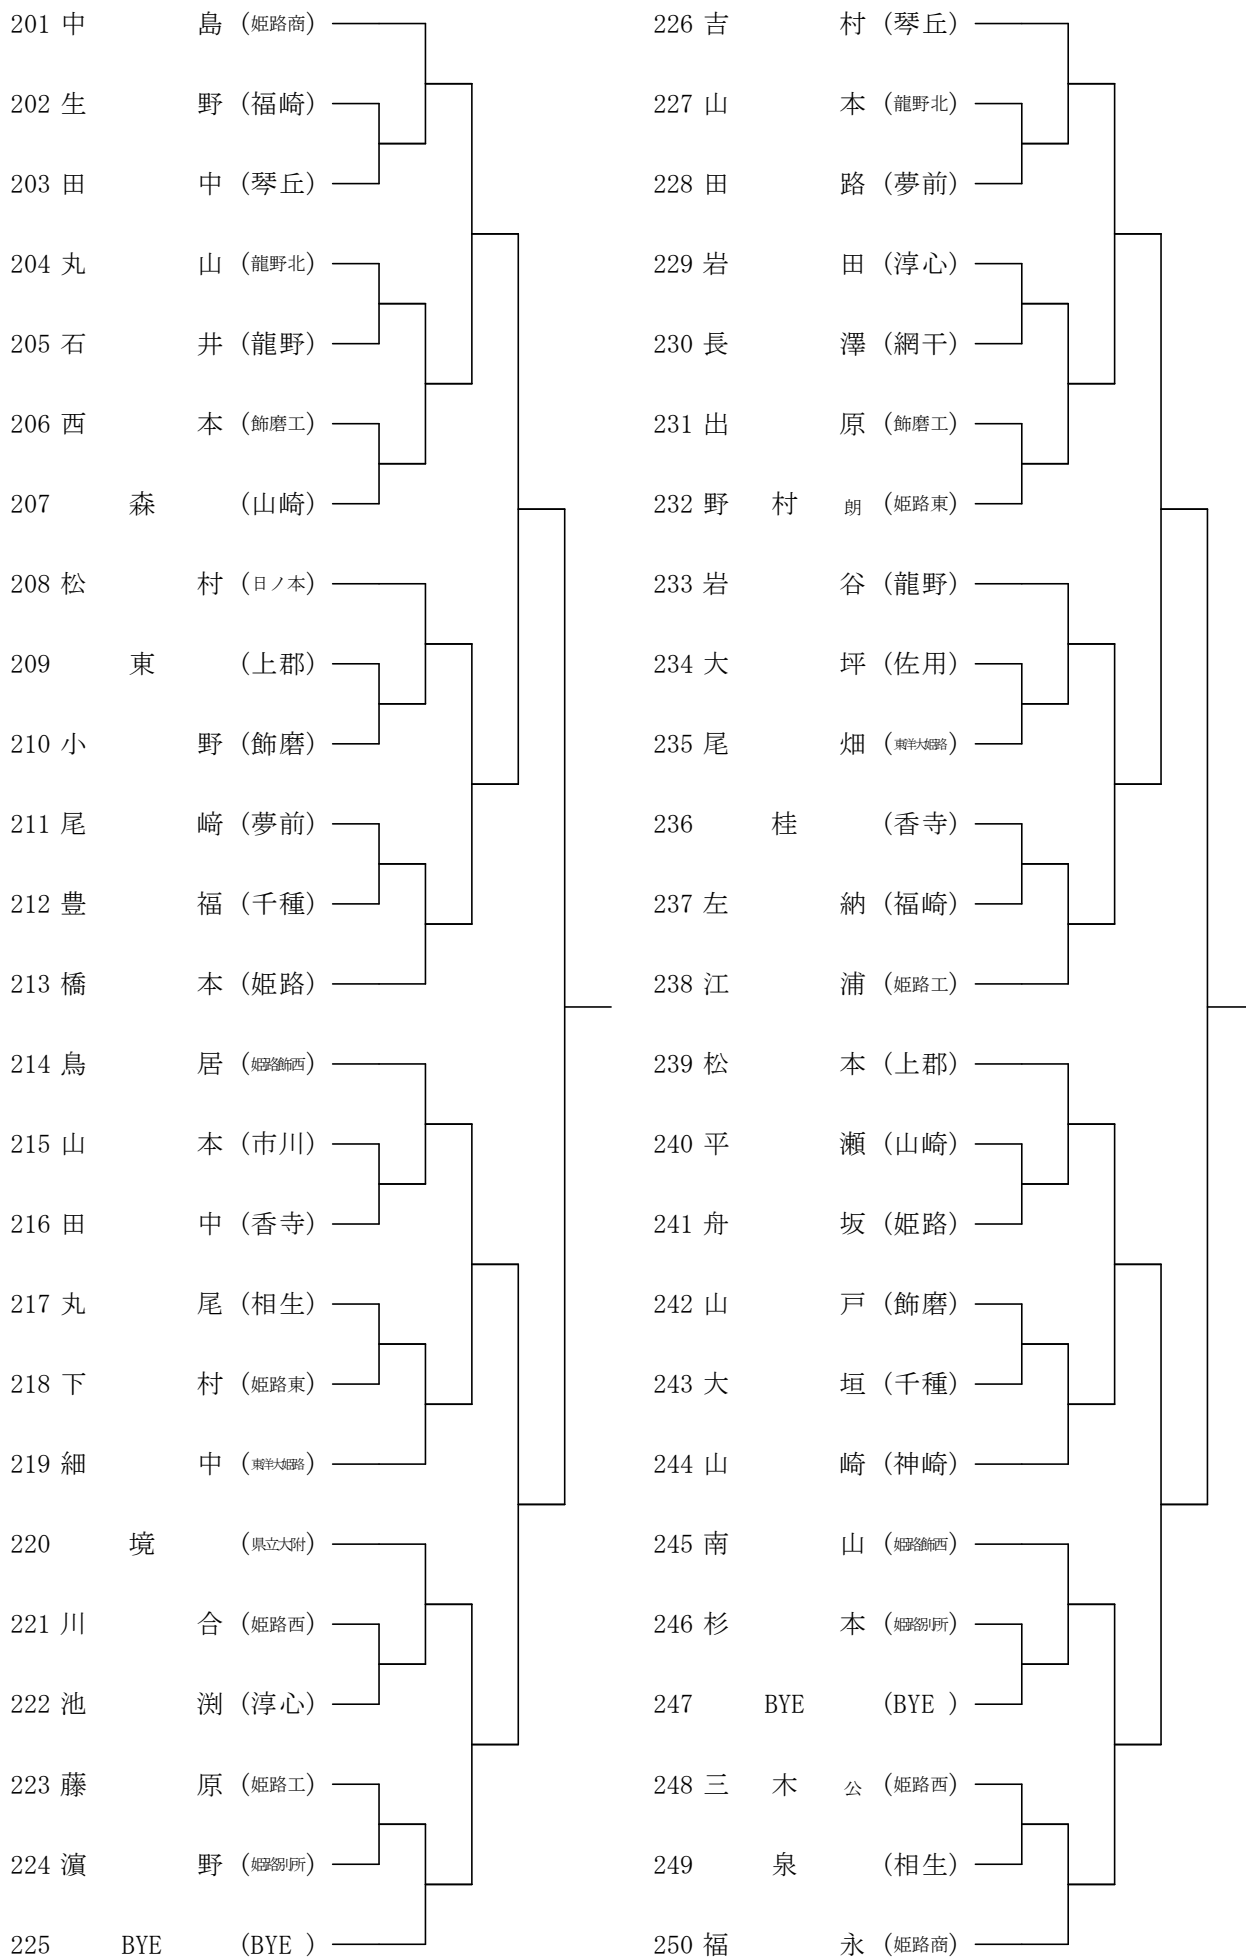 201 中 島 (姫路商)
202 生 野 (福崎)
203 田 中 (琴丘)
204 丸 山 (龍野北)
205 石 井 (龍野)
206 西 本 (飾磨工)
207 森 (山崎)
208 松 村 (日ノ本)
209 東 (上郡)
210 小 野 (飾磨)
211 尾 﨑 (夢前)
212 豊 福 (千種)
213 橋 本 (姫路)
214 鳥 居 (姫路飾西)
215 山 本 (市川)
216 田 中 (香寺)
217 丸 尾 (相生)
218 下 村 (姫路東)
219 細 中 (東洋大姫路)
220 境 (県立大附)
221 川 合 (姫路西)
222 池 渕 (淳心)
223 藤 原 (姫路工)
224 濵 野 (姫路別所)
225 BYE (BYE )
226 吉 村 (琴丘)
227 山 本 (龍野北)
228 田 路 (夢前)
229 岩 田 (淳心)
230 長 澤 (網干)
231 出 原 (飾磨工)
232 野 村 朗 (姫路東)
233 岩 谷 (龍野)
234 大 坪 (佐用)
235 尾 畑 (東洋大姫路)
236 桂 (香寺)
237 左 納 (福崎)
238 江 浦 (姫路工)
239 松 本 (上郡)
240 平 瀬 (山崎)
241 舟 坂 (姫路)
242 山 戸 (飾磨)
243 大 垣 (千種)
244 山 崎 (神崎)
245 南 山 (姫路飾西)
246 杉 本 (姫路別所)
247 BYE (BYE )
248 三 木 公 (姫路西)
249 泉 (相生)
250 福 永 (姫路商)